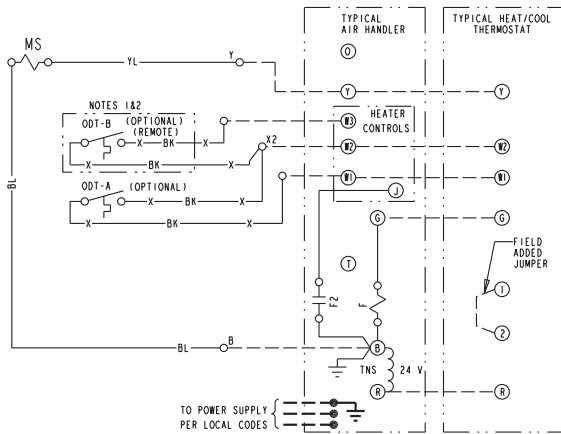 TYPICAL
AIR HANDLER
TYPICAL HEAT/COOL
THERMOSTAT
MS
O
YL
Y
Y
Y
NOTES 1&2
ODT-B (OPTIONAL)
(REMOTE)
X
BK
X
X
BK
X
X2
W3
HEATER
CONTROLS
W2
W2
ODT-A (OPTIONAL)
W1
W1
X
BK
X
X
BK
X
J
G
G
BL
T
FIELD
ADDED
JUMPER
1
2
F2
F
BL
B
B
TNS
24 V
R
R
TO POWER SUPPLY
PER LOCAL CODES